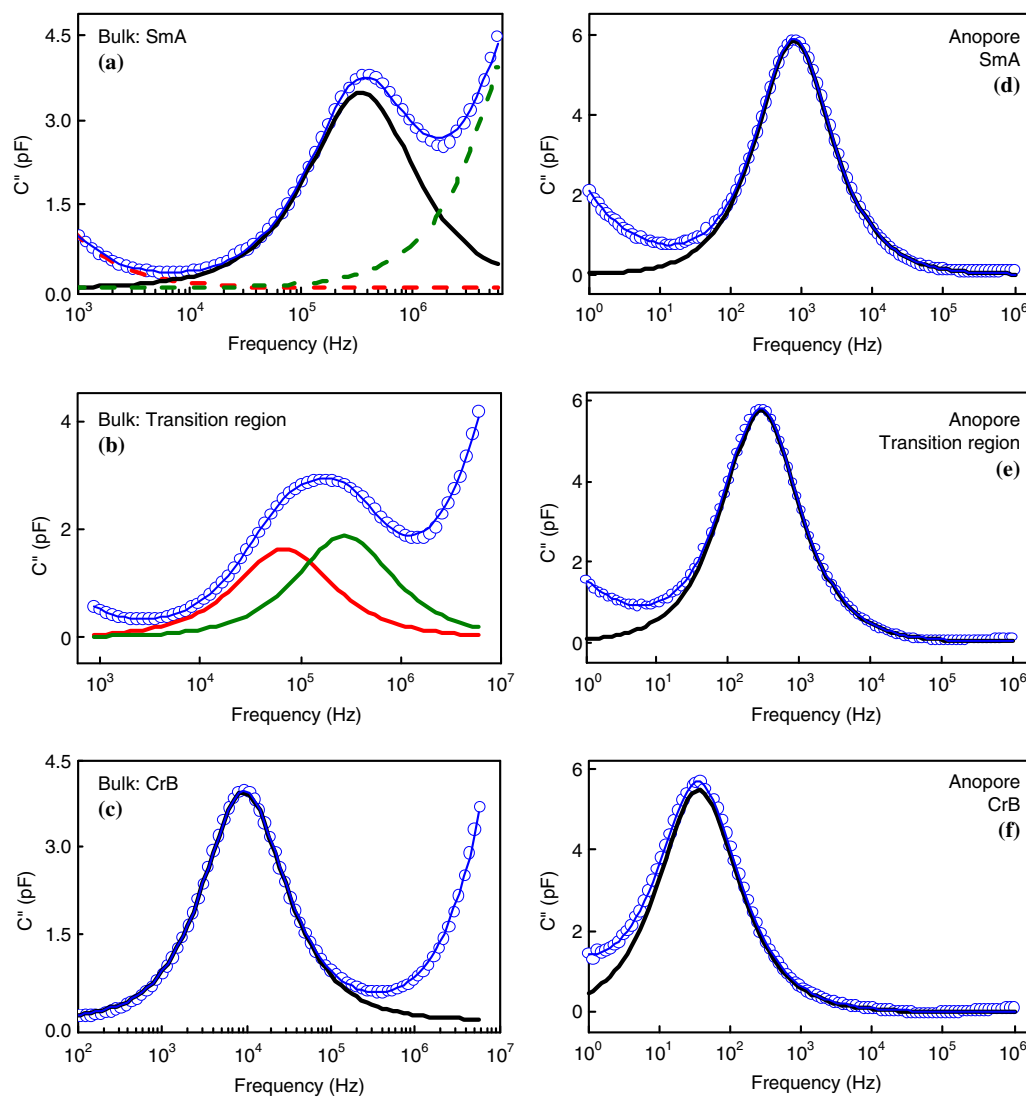 4.5
3.0
1.5
0.0
C" (pF)
Bulk: SmA
(a)
10³
10⁴
10⁵
10⁶
Frequency (Hz)
6
4
2
0
C" (pF)
Anopore
SmA
(d)
10⁰
10¹
10²
10³
10⁴
10⁵
10⁶
Frequency (Hz)
4
2
0
C" (pF)
Bulk: Transition region
(b)
10³
10⁴
10⁵
10⁶
10⁷
Frequency (Hz)
6
4
2
0
C" (pF)
Anopore
Transition region
(e)
10⁰
10¹
10²
10³
10⁴
10⁵
10⁶
Frequency (Hz)
4.5
3.0
1.5
0.0
C" (pF)
Bulk: CrB
(c)
10²
10³
10⁴
10⁵
10⁶
10⁷
Frequency (Hz)
6
4
2
0
C" (pF)
Anopore
CrB
(f)
10⁰
10¹
10²
10³
10⁴
10⁵
10⁶
Frequency (Hz)